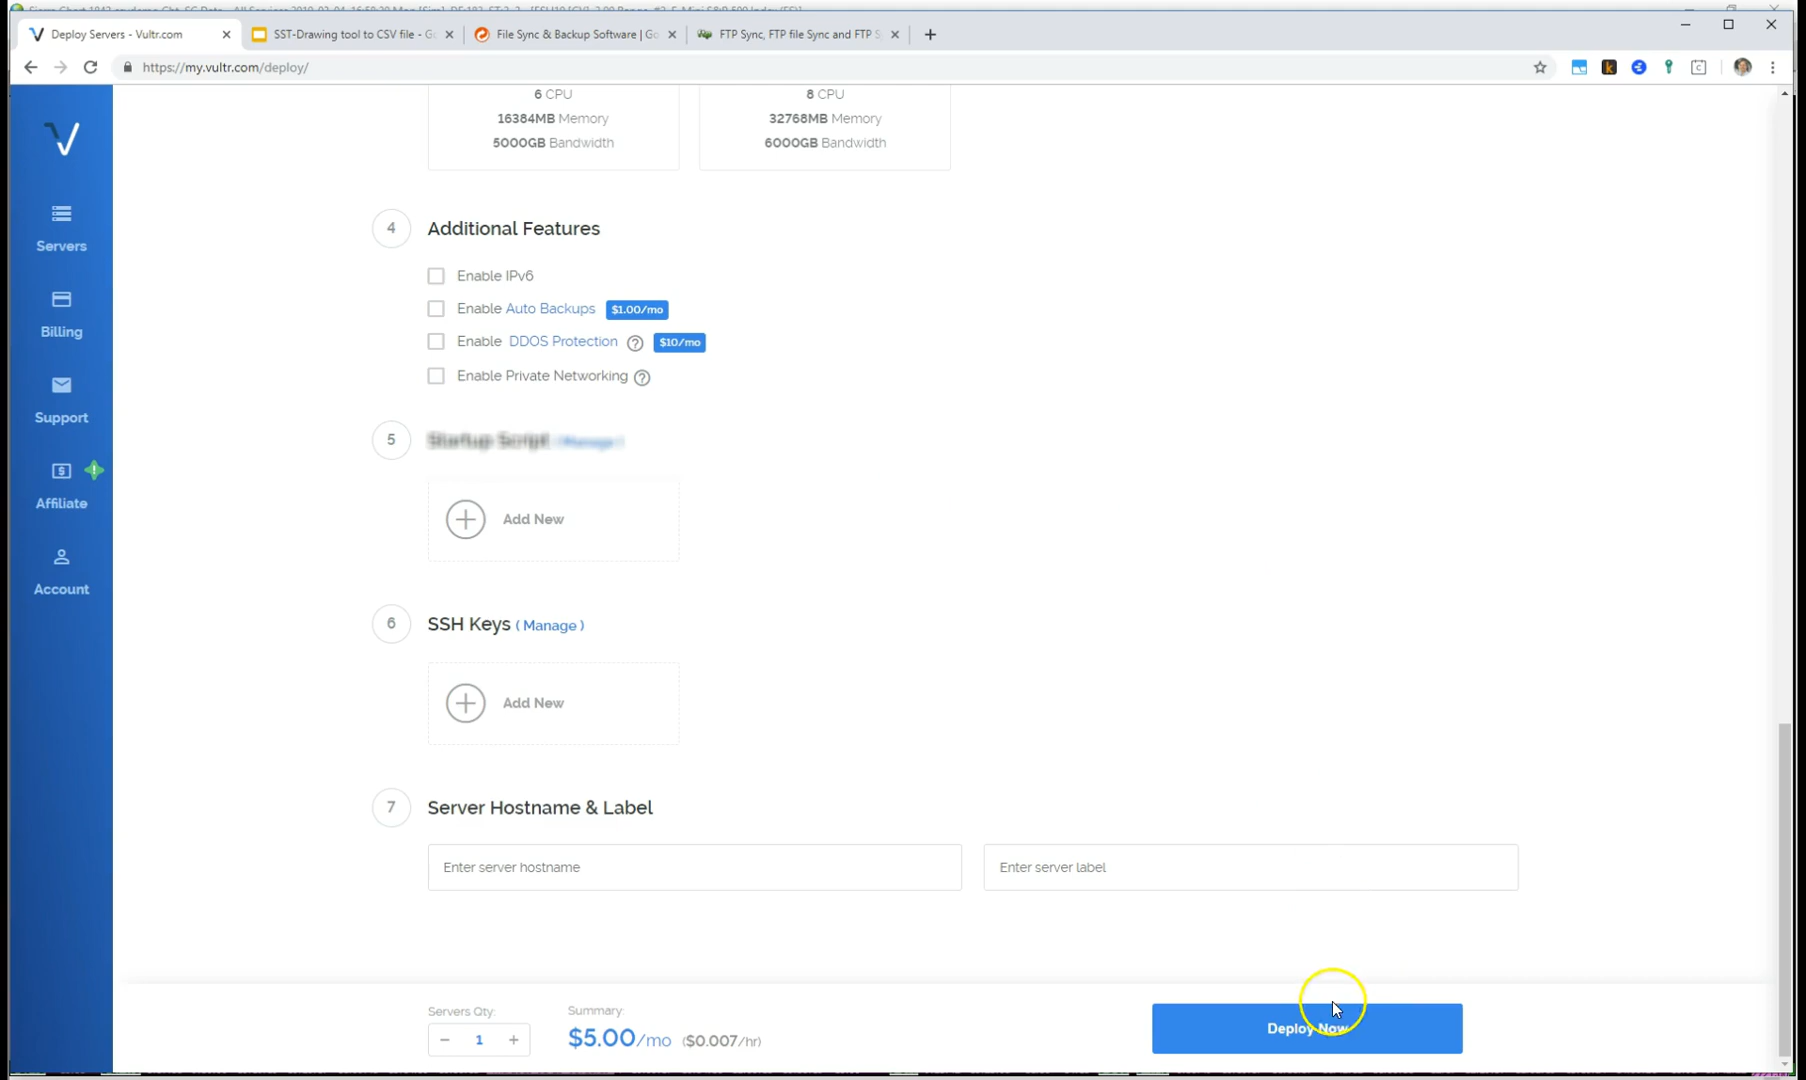 Deploy Servers - Vultr.com
SST-Drawing tool to CSV file - Go
File Sync & Backup Software | Go
FTP Sync, FTP file Sync and FTP S
https://my.vultr.com/deploy/
Servers
Billing
Support
Affiliate
Account
6 CPU
16384MB Memory
5000GB Bandwidth
8 CPU
32768MB Memory
6000GB Bandwidth
4
Additional Features
Enable IPv6
Enable Auto Backups $1.00/mo
Enable DDOS Protection ? $10/mo
Enable Private Networking ?
5
Startup Script ( Manage )
Add New
6
SSH Keys ( Manage )
Add New
7
Server Hostname & Label
Enter server hostname
Enter server label
Servers Qty:
1
Summary:
$5.00/mo ($0.007/hr)
Deploy Now